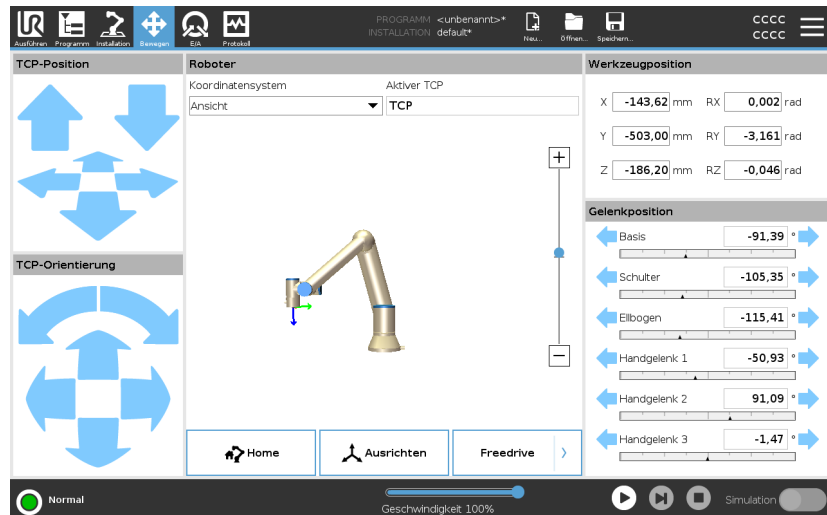 UR
Ausführen
Programm
Installation
Bewegen
E/A
Protokoll
PROGRAMM <unbenannt>*
INSTALLATION default*
Neu...
Öffnen...
Speichern...
CCCC
CCCC
TCP-Position
TCP-Orientierung
Roboter
Koordinatensystem
Ansicht
Aktiver TCP
TCP
Home
Ausrichten
Freedrive
Werkzeugposition
X -143,62 mm RX 0,002 rad
Y -503,00 mm RY -3,161 rad
Z -186,20 mm RZ -0,046 rad
Gelenkposition
Basis -91,39 °
Schulter -105,35 °
Ellbogen -115,41 °
Handgelenk 1 -50,93 °
Handgelenk 2 91,09 °
Handgelenk 3 -1,47 °
Normal
Geschwindigkeit 100%
Simulation